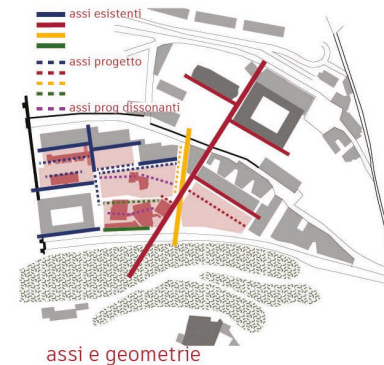 assi esistenti
assi progetto
assi prog dissonanti
assi e geometrie